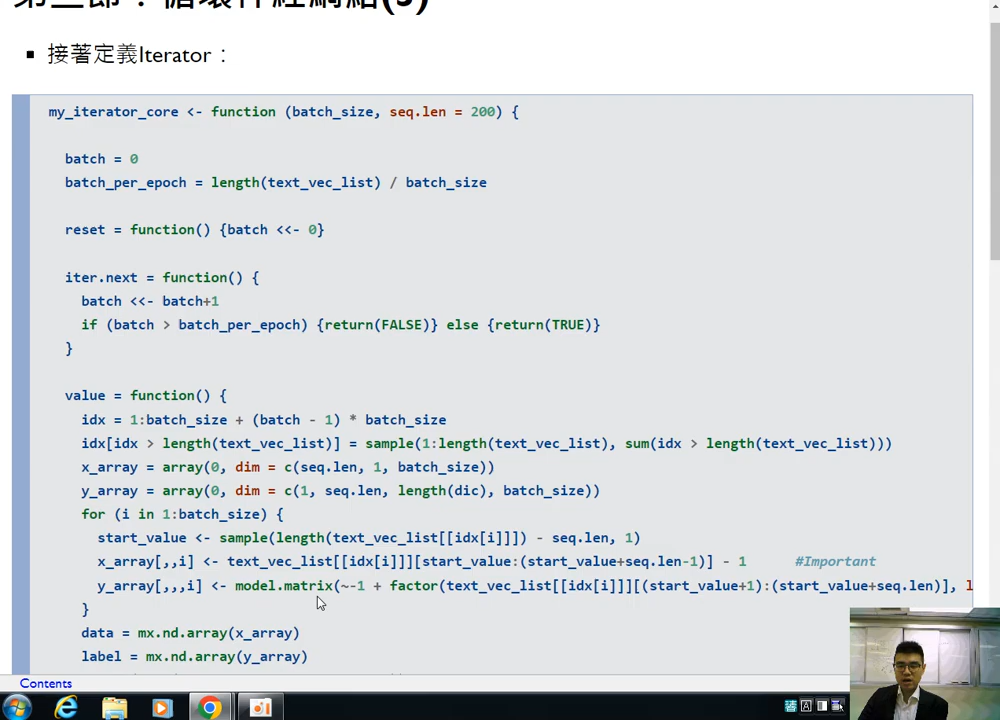 接著定義Iterator：
my_iterator_core <- function (batch_size, seq.len = 200) {
batch = 0
batch_per_epoch = length(text_vec_list) / batch_size
reset = function() {batch <<- 0}
iter.next = function() {
batch <<- batch+1
if (batch > batch_per_epoch) {return(FALSE)} else {return(TRUE)}
}
value = function() {
idx = 1:batch_size + (batch - 1) * batch_size
idx[idx > length(text_vec_list)] = sample(1:length(text_vec_list), sum(idx > length(text_vec_list)))
x_array = array(0, dim = c(seq.len, 1, batch_size))
y_array = array(0, dim = c(1, seq.len, length(dic), batch_size))
for (i in 1:batch_size) {
start_value <- sample(length(text_vec_list[[idx[i]]]) - seq.len, 1)
x_array[,,i] <- text_vec_list[[idx[i]]][start_value:(start_value+seq.len-1)] - 1 #Important
y_array[,,,i] <- model.matrix(~-1 + factor(text_vec_list[[idx[i]]][(start_value+1):(start_value+seq.len)], l
}
data = mx.nd.array(x_array)
label = mx.nd.array(y_array)
Contents